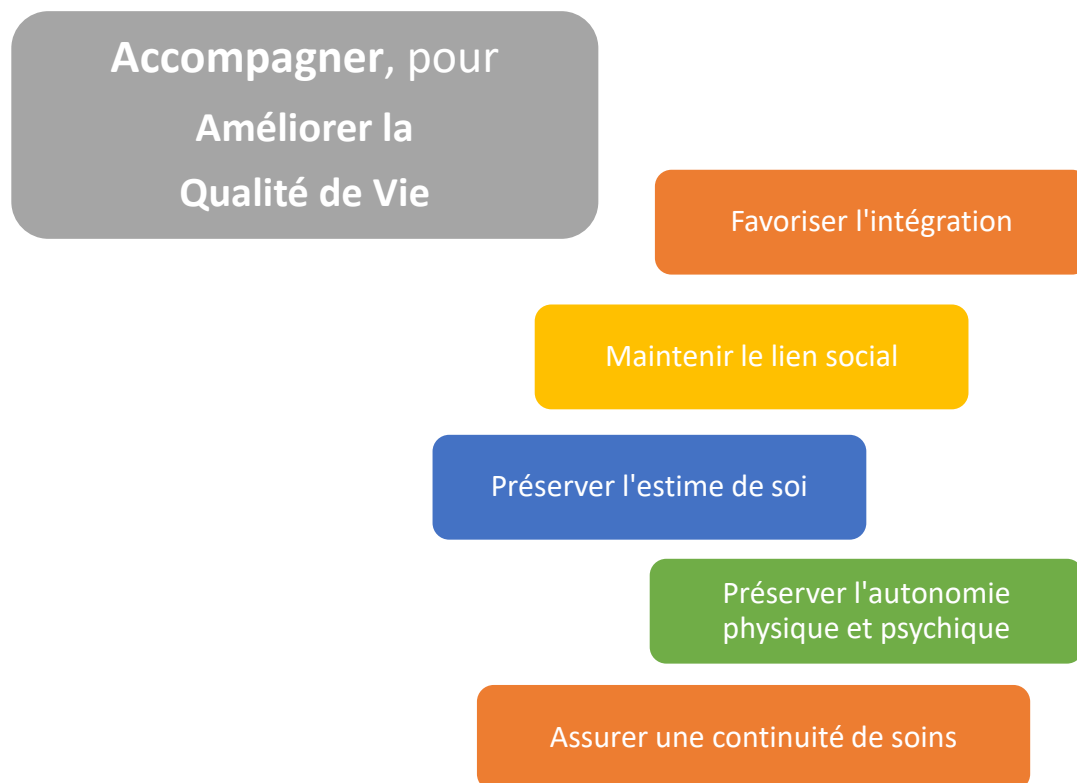 Accompagner, pour
Améliorer la
Qualité de Vie
Favoriser l'intégration
Maintenir le lien social
Préserver l'estime de soi
Préserver l'autonomie
physique et psychique
Assurer une continuité de soins